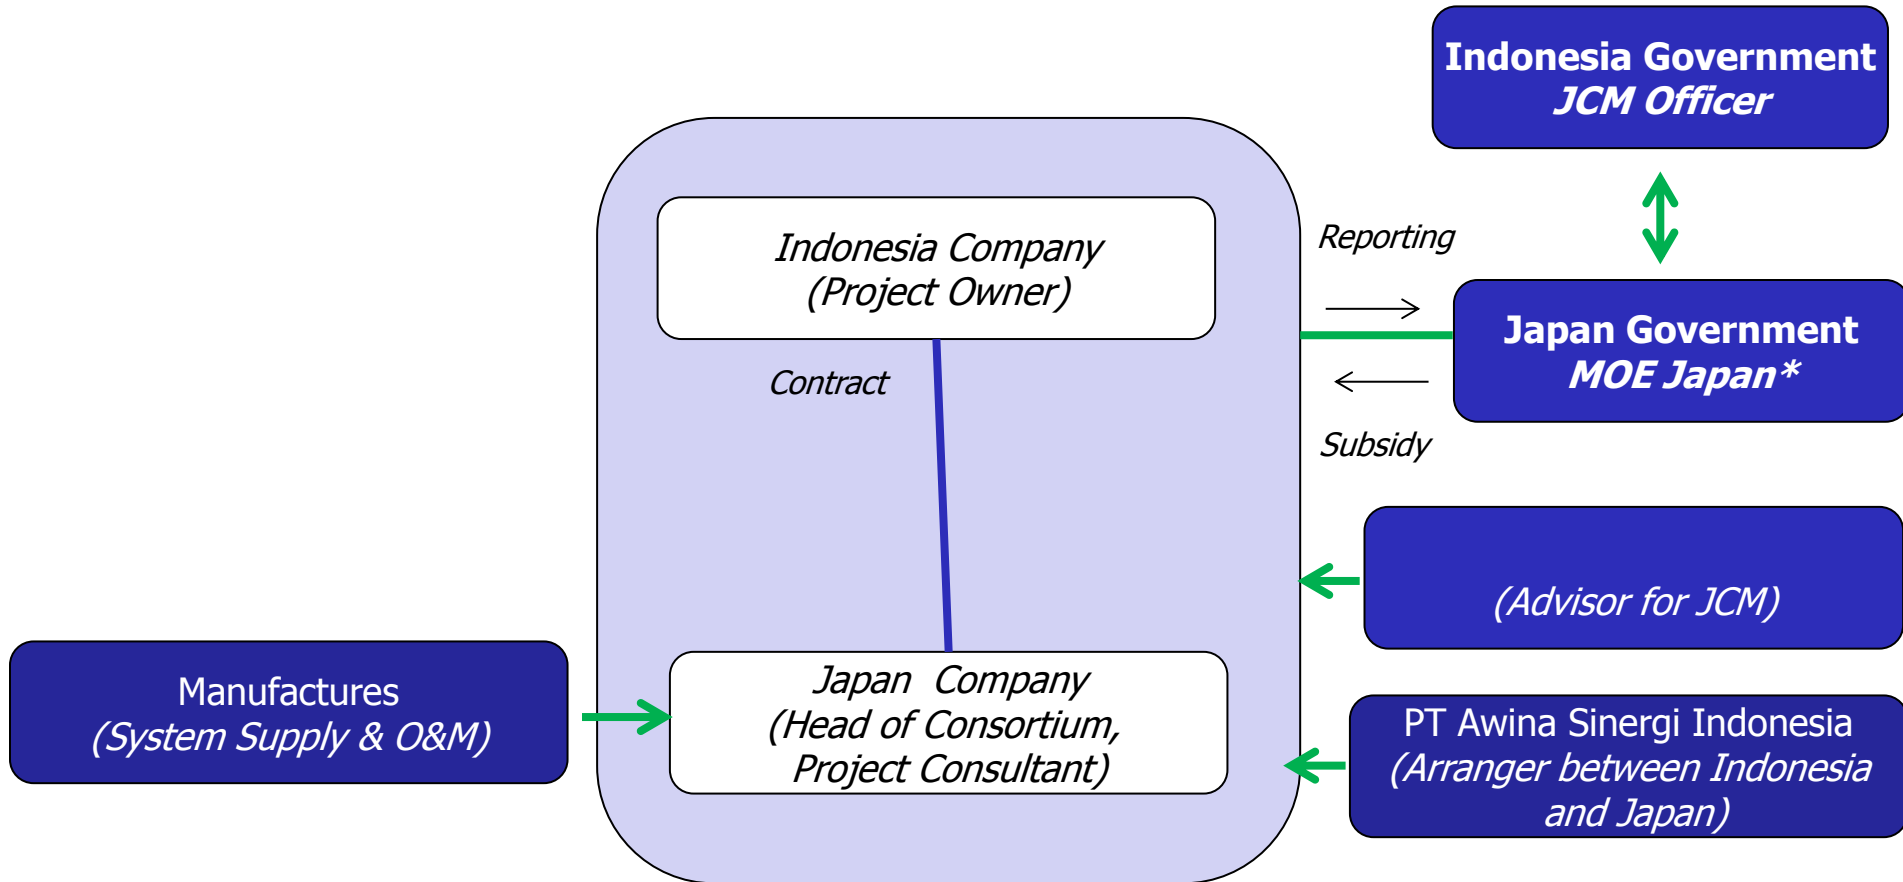 Indonesia Government
JCM Officer
Indonesia Company
(Project Owner)
Reporting
Japan Government
MOE Japan*
Contract
Subsidy
(Advisor for JCM)
Manufactures
(System Supply & O&M)
Japan  Company
(Head of Consortium,
Project Consultant)
PT Awina Sinergi Indonesia
(Arranger between Indonesia
and Japan)